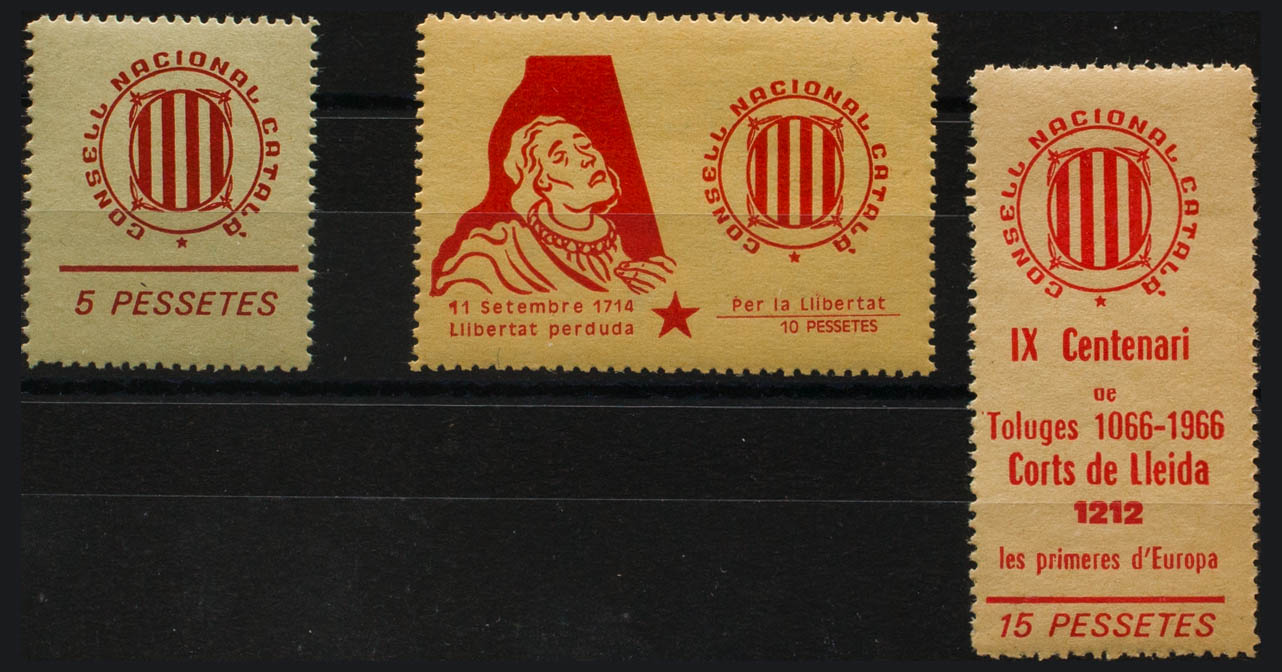 CONSELL NACIONAL CATALÀ
5 PÈSSETES
CONSELL NACIONAL CATALÀ
11 Setembre 1714
Llibertat perduda
Per la Llibertat
10 PESSETES
CONSELL NACIONAL CATALÀ
IX Centenari
de
Toluges 1066-1966
Corts de Lleida
1212
les primeres d'Europa
15 PESSETES